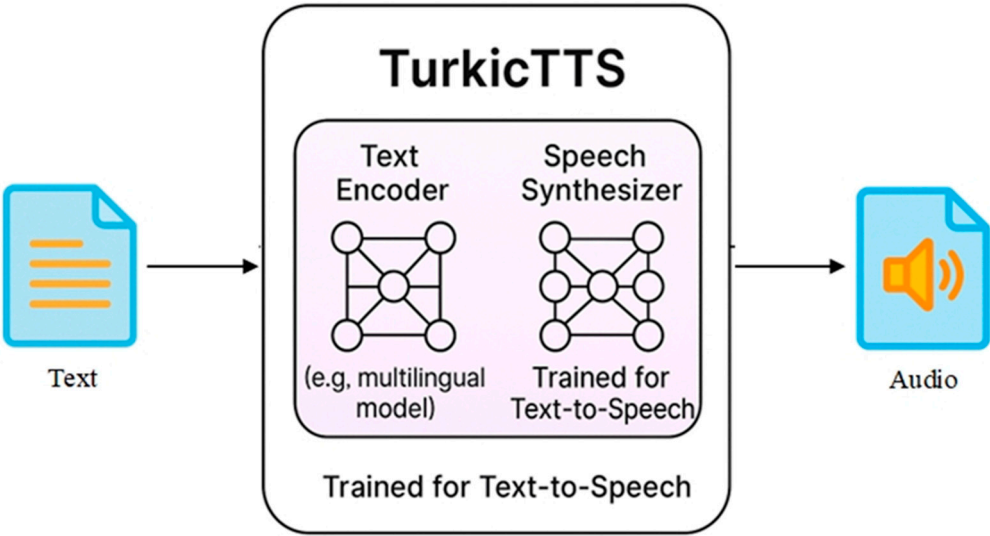 TurkicTTS
Text
Encoder
Speech
Synthesizer
(e.g, multilingual
model)
Trained for
Text-to-Speech
Trained for Text-to-Speech
Text
Audio